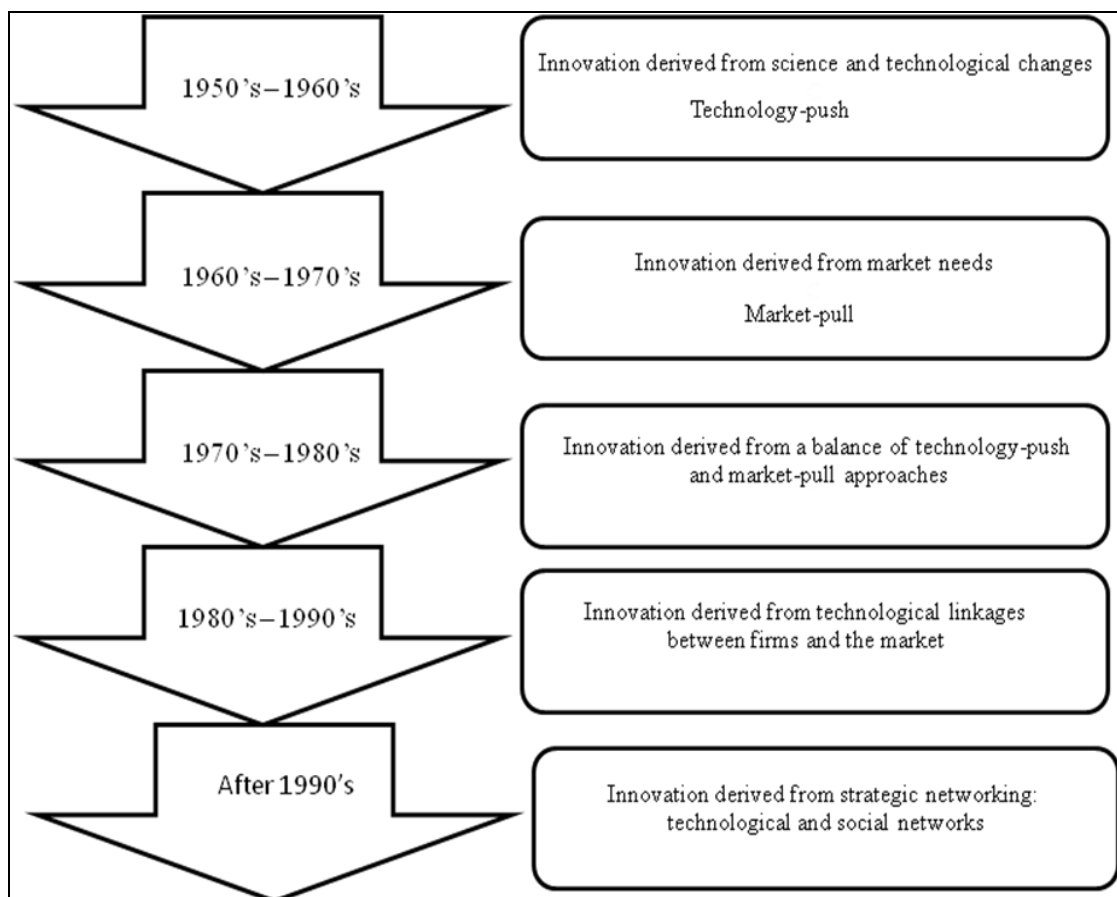 1950’s–1960’s
Innovation derived from science and technological changes
Technology-push
1960’s–1970’s
Innovation derived from market needs
Market-pull
1970’s–1980’s
Innovation derived from a balance of technology-push
and market-pull approaches
1980’s–1990’s
Innovation derived from technological linkages
between firms and the market
After 1990’s
Innovation derived from strategic networking:
technological and social networks